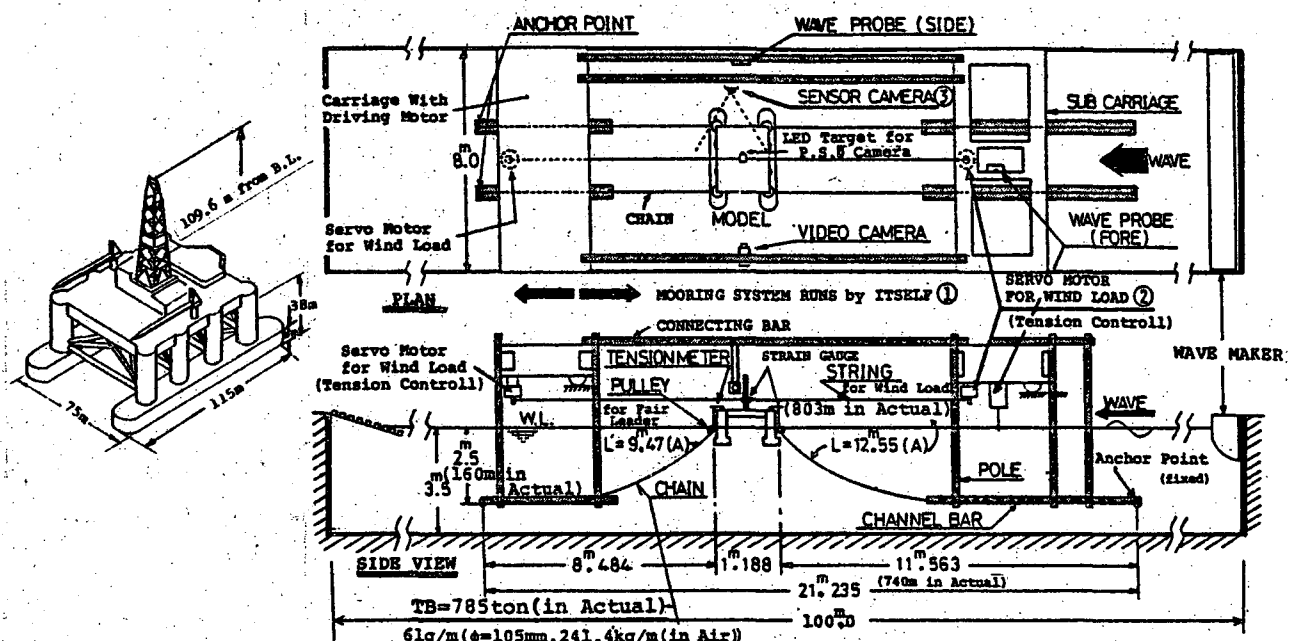 109.6 m from B.L.
38m
75m
115m
ANCHOR POINT
WAVE PROBE (SIDE)
Carriage With
Driving Motor
SENSOR CAMERA③
SUB CARRIAGE
LED Target for
P.S.D Camera
m
8.0
WAVE
CHAIN
MODEL
Servo Motor
for Wind Load
VIDEO CAMERA
WAVE PROBE
(FORE)
PLAN
MOORING SYSTEM RUNS by ITSELF ①
SERVO MOTOR
FOR WIND LOAD ②
(Tension Controll)
CONNECTING BAR
WAVE MAKER
Servo Motor
for Wind Load
(Tension Controll)
TENSIONMETER
STRAIN GAUGE
PULLEY
STRING
for Wind Load
for Fair
Leader
(803m in Actual)
WAVE
W.L.
m
L=9.47(A)
m
L=12.55(A)
m
2.5
(160m in
Actual)
m
3.5
CHAIN
POLE
Anchor Point
(fixed)
CHANNEL BAR
SIDE VIEW
m
8.484
m
1.188
m
11.563
m
21.235
(740m in Actual)
TB=785ton(in Actual)
m
100.0
61g/m(ϕ=105mm,241.4kg/m(in Air))